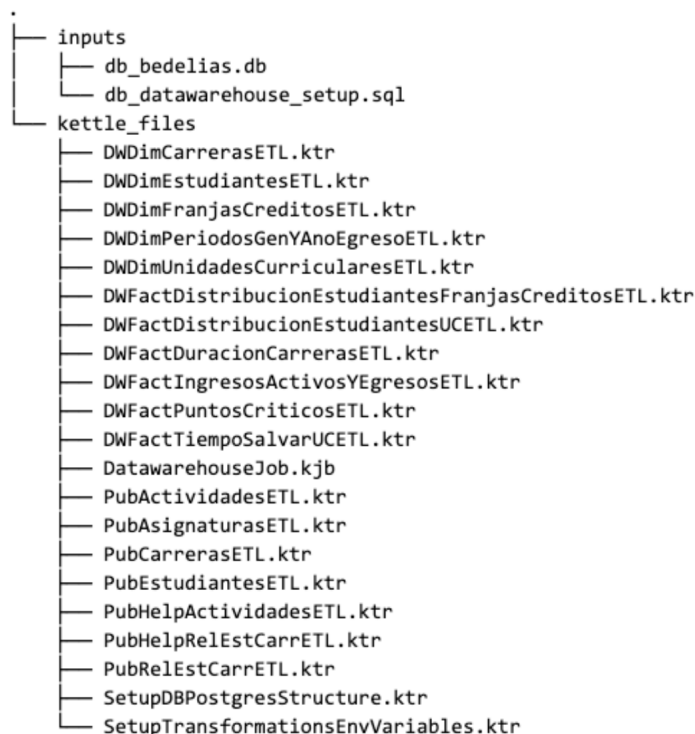 .
├── inputs
│   ├── db_bedelias.db
│   └── db_datawarehouse_setup.sql
└── kettle_files
    ├── DWDimCarrerasETL.ktr
    ├── DWDimEstudiantesETL.ktr
    ├── DWDimFranjasCreditosETL.ktr
    ├── DWDimPeriodosGenYAnoEgresoETL.ktr
    ├── DWDimUnidadesCurricularesETL.ktr
    ├── DWFactDistribucionEstudiantesFranjasCreditosETL.ktr
    ├── DWFactDistribucionEstudiantesUCETL.ktr
    ├── DWFactDuracionCarrerasETL.ktr
    ├── DWFactIngresosActivosYEgresosETL.ktr
    ├── DWFactPuntosCriticosETL.ktr
    ├── DWFactTiempoSalvarUCETL.ktr
    ├── DatawarehouseJob.kjb
    ├── PubActividadesETL.ktr
    ├── PubAsignaturasETL.ktr
    ├── PubCarrerasETL.ktr
    ├── PubEstudiantesETL.ktr
    ├── PubHelpActividadesETL.ktr
    ├── PubHelpRelEstCarrETL.ktr
    ├── PubRelEstCarrETL.ktr
    ├── SetupDBPostgresStructure.ktr
    └── SetupTransformationsEnvVariables.ktr